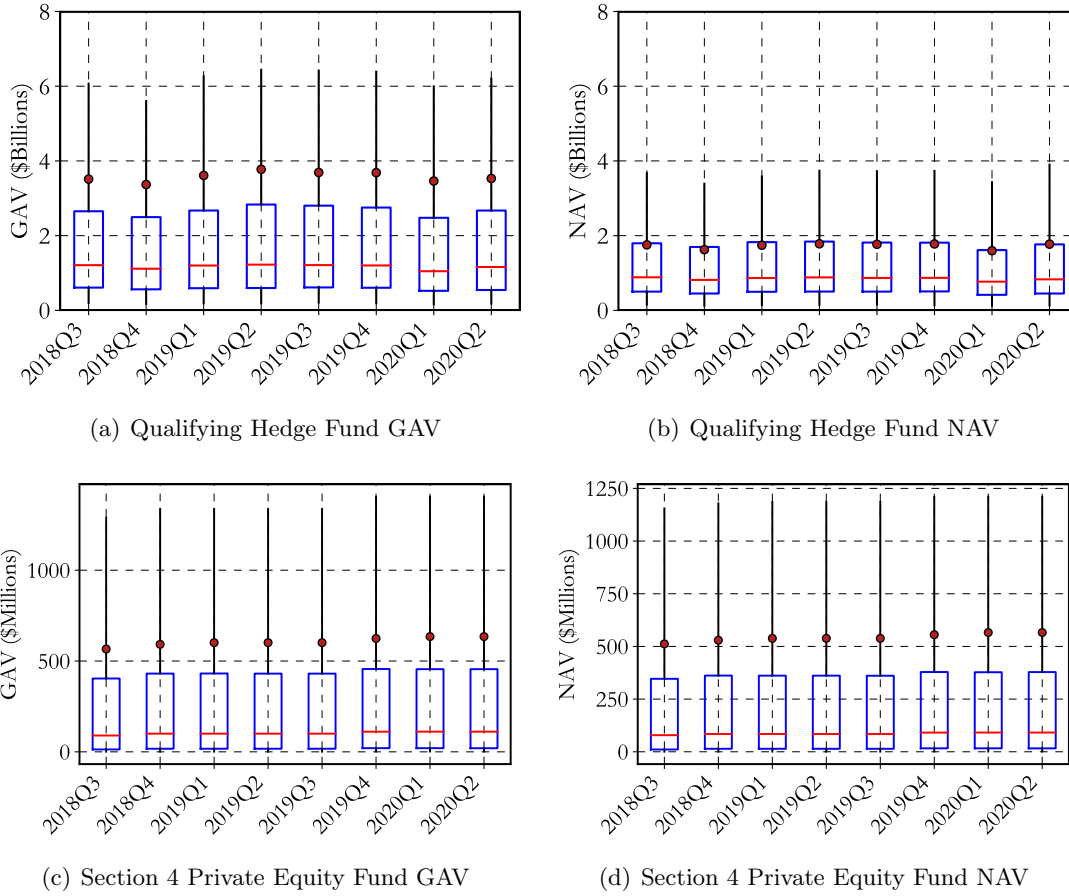 8
6
4
2
0
GAV ($Billions)
2018Q3
2018Q4
2019Q1
2019Q2
2019Q3
2019Q4
2020Q1
2020Q2
(a) Qualifying Hedge Fund GAV
8
6
4
2
0
NAV ($Billions)
2018Q3
2018Q4
2019Q1
2019Q2
2019Q3
2019Q4
2020Q1
2020Q2
(b) Qualifying Hedge Fund NAV
1000
500
0
GAV ($Millions)
2018Q3
2018Q4
2019Q1
2019Q2
2019Q3
2019Q4
2020Q1
2020Q2
(c) Section 4 Private Equity Fund GAV
1250
1000
750
500
250
0
NAV ($Millions)
2018Q3
2018Q4
2019Q1
2019Q2
2019Q3
2019Q4
2020Q1
2020Q2
(d) Section 4 Private Equity Fund NAV